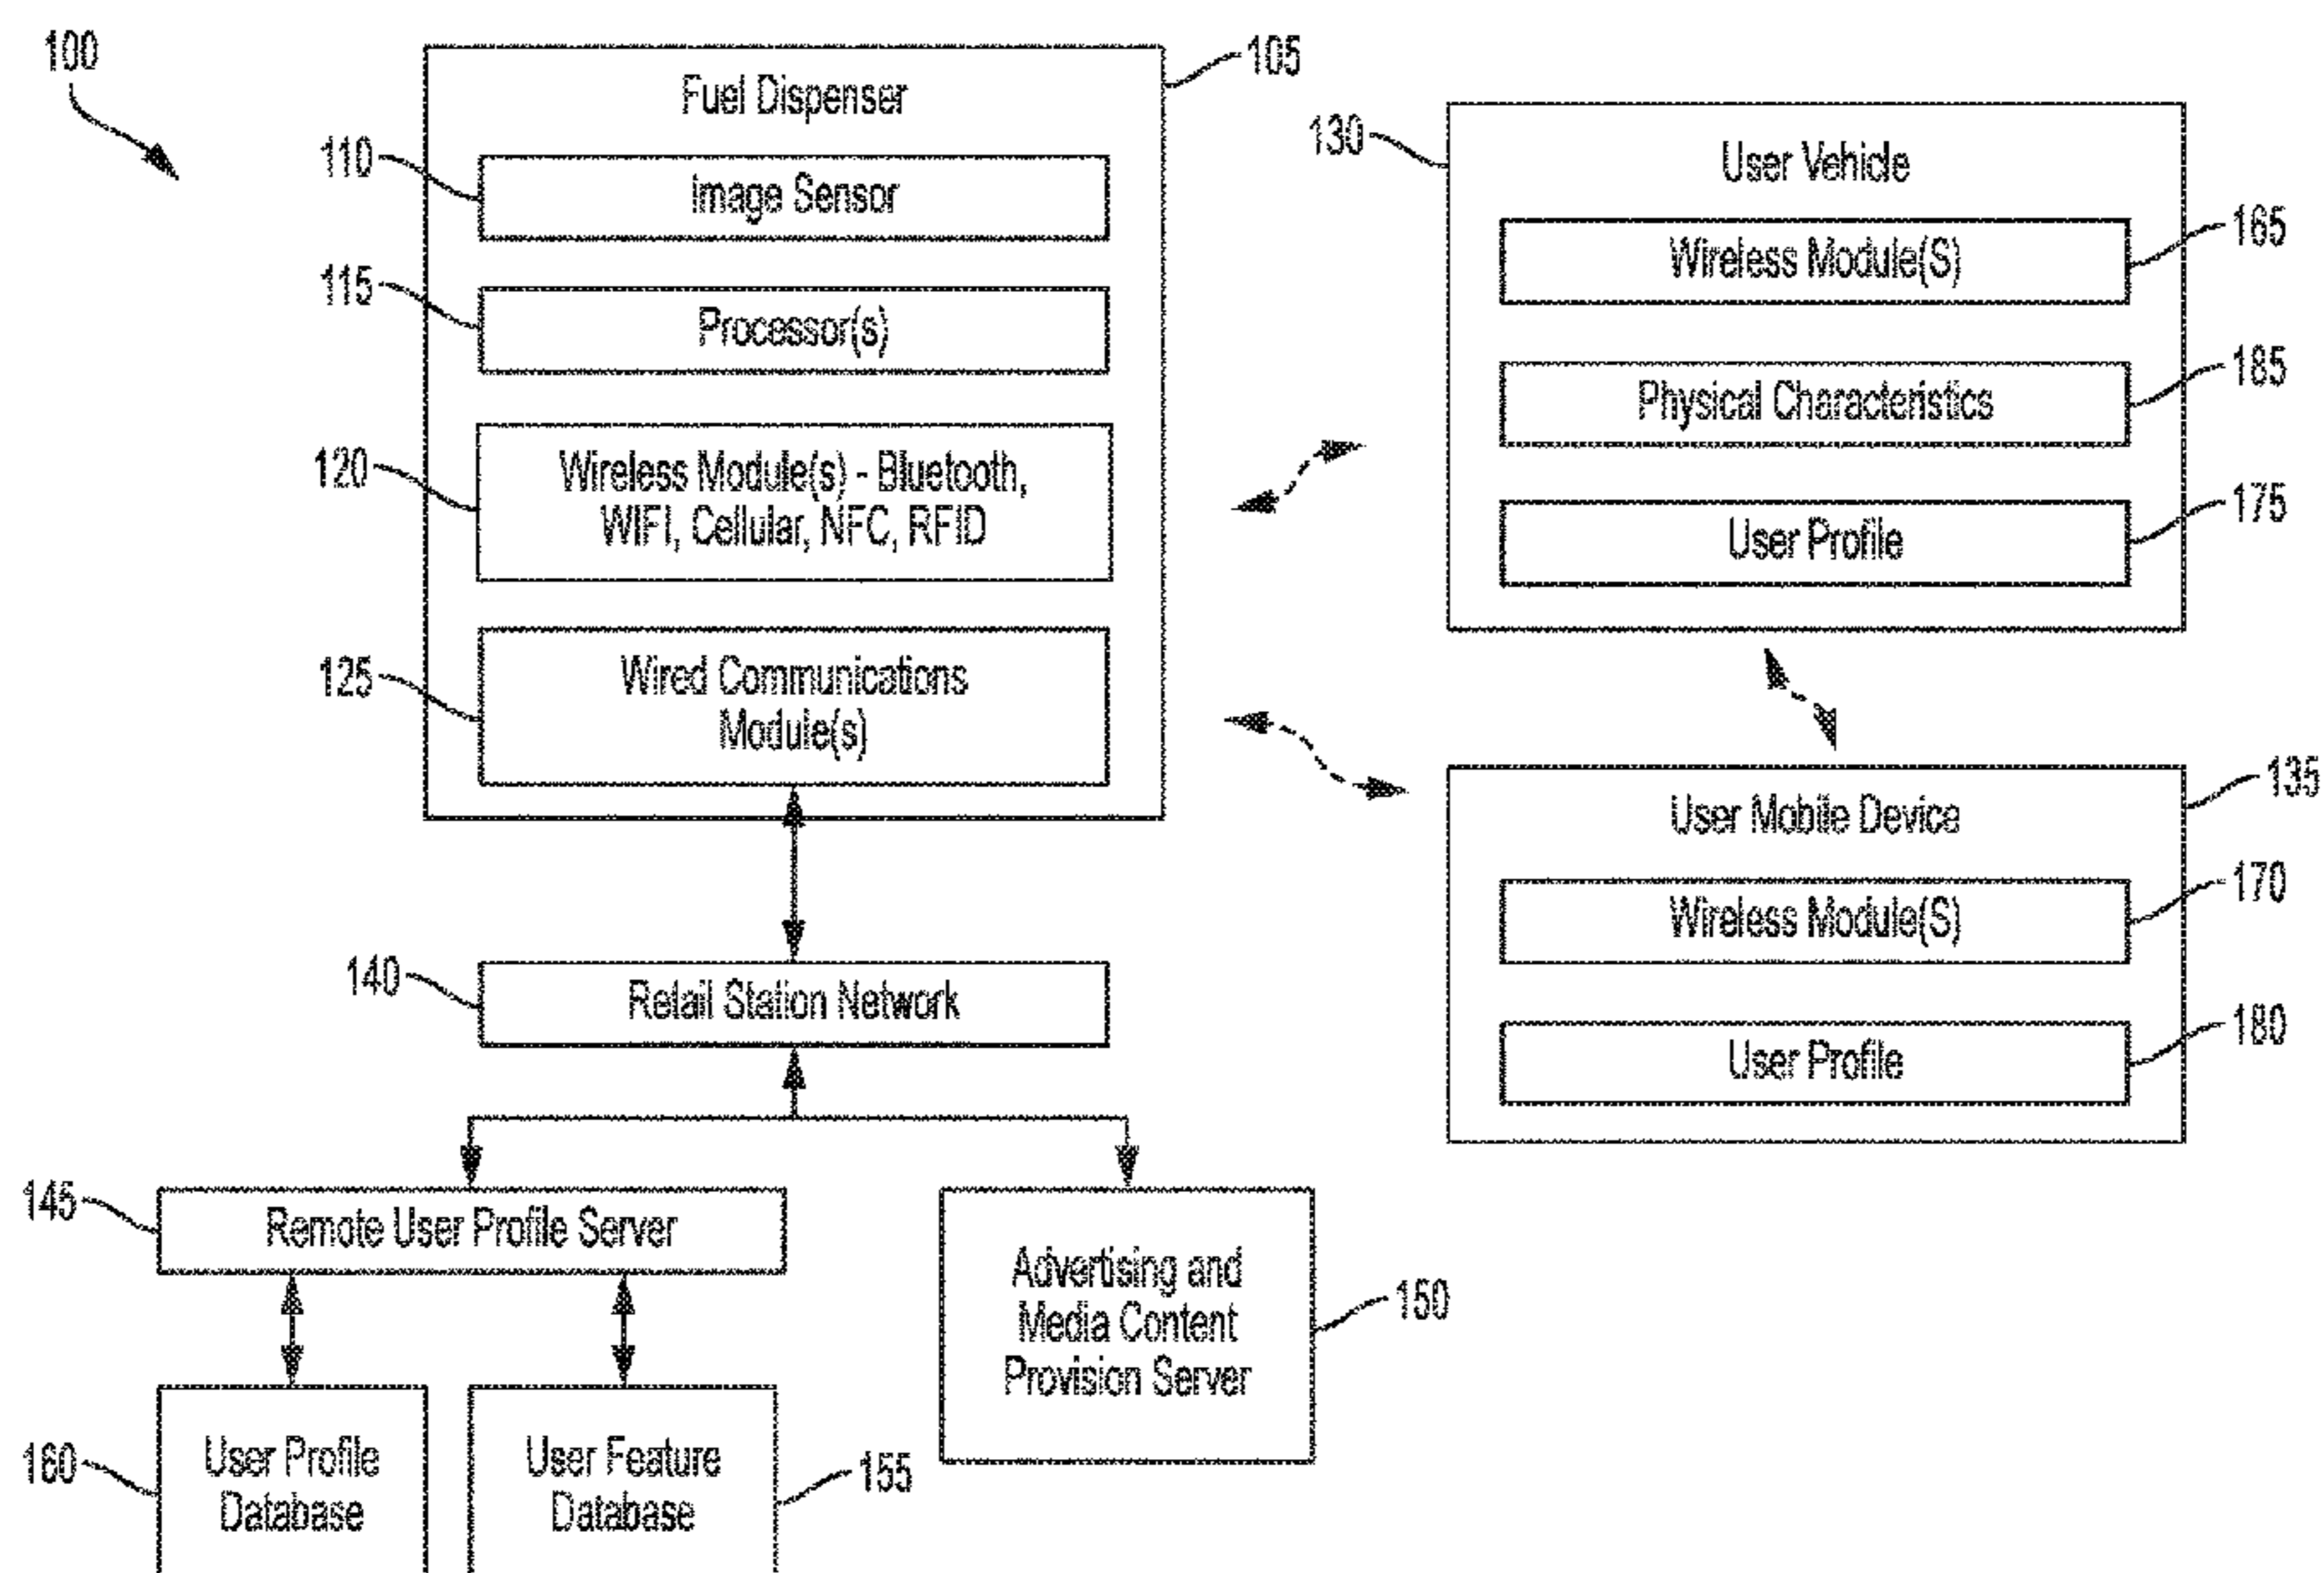 100
Fuel Dispenser
105
110
Image Sensor
115
Processor(s)
120
Wireless Module(s) - Bluetooth,
WIFI, Cellular, NFC, RFID
125
Wired Communications
Module(s)
130
User Vehicle
Wireless Module(S)
165
Physical Characteristics
185
User Profile
175
135
User Mobile Device
Wireless Module(S)
170
User Profile
180
140
Retail Station Network
145
Remote User Profile Server
Advertising and
Media Content
Provision Server
150
160
User Profile
Database
User Feature
Database
155